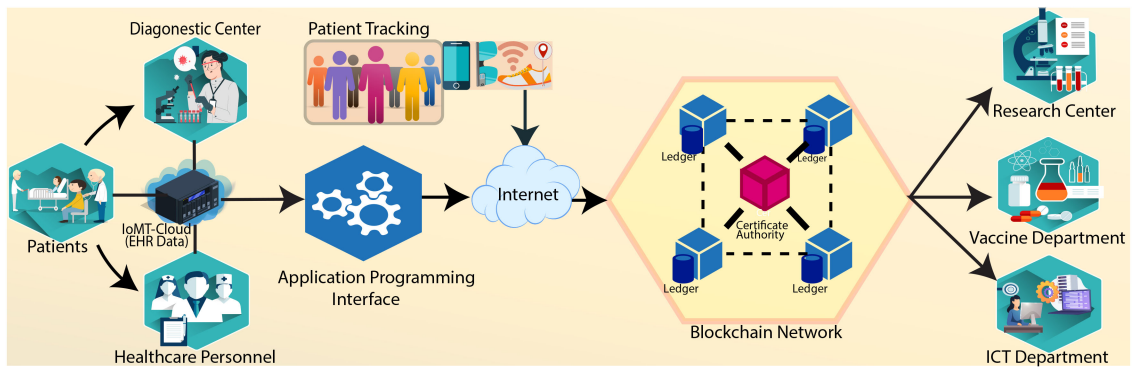 Diagonestic Center
Patient Tracking
Research Center
Ledger
Ledger
Internet
IoMT-Cloud
(EHR Data)
Certificate
Authority
Patients
Vaccine Department
Application Programming
Interface
Ledger
Ledger
Blockchain Network
Healthcare Personnel
ICT Department